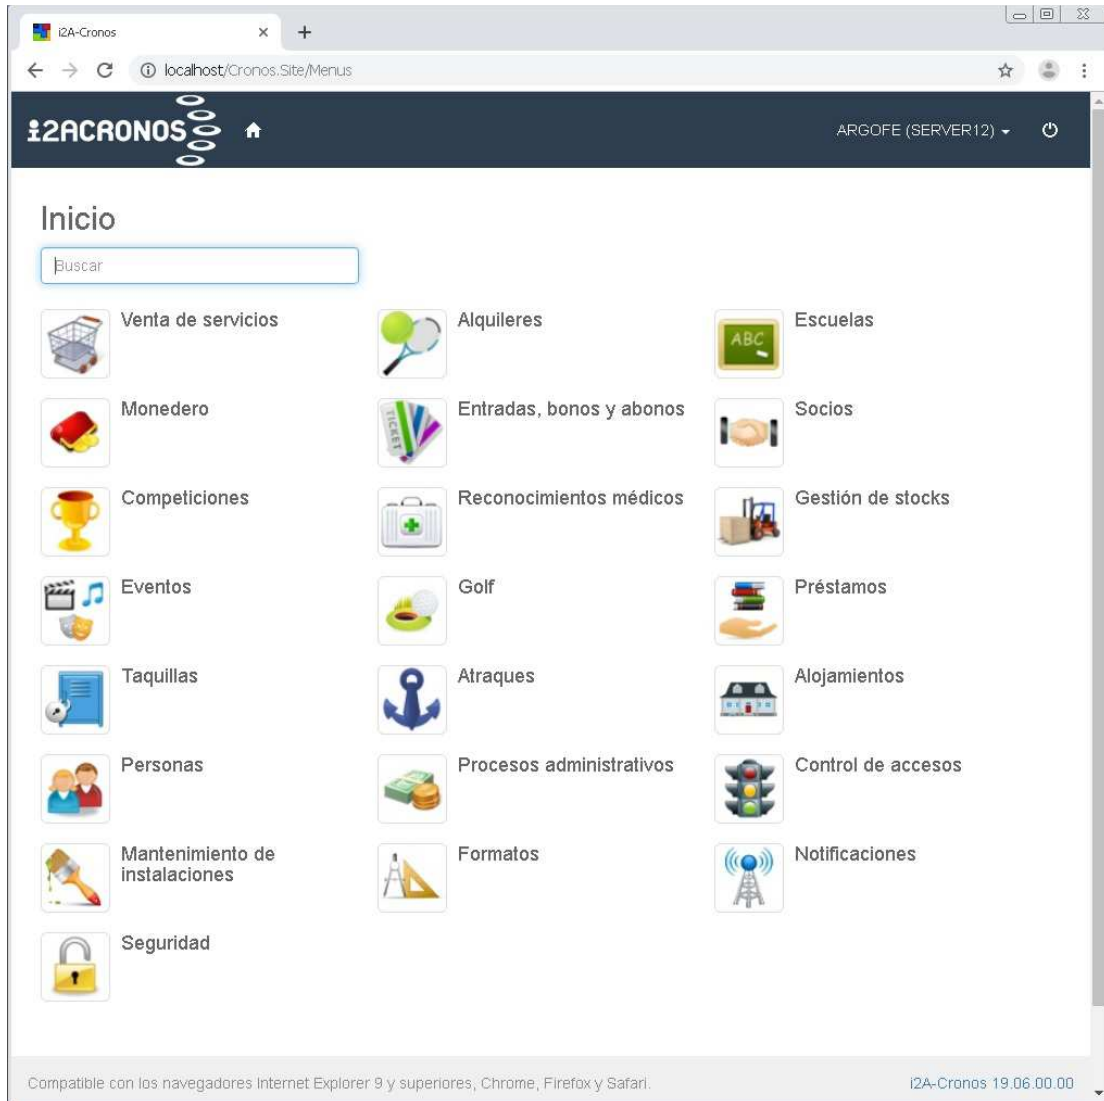 i2A-Cronos
localhost/Cronos.Site/Menus
i2ACRONOS
ARGOFE (SERVER12)
Inicio
Buscar
Venta de servicios
Alquileres
ABC
Escuelas
Monedero
TICKET
Entradas, bonos y abonos
Socios
Competiciones
Reconocimientos médicos
Gestión de stocks
Eventos
Golf
Préstamos
Taquillas
Atraques
Alojamientos
Personas
Procesos administrativos
Control de accesos
Mantenimiento de
instalaciones
Formatos
Notificaciones
Seguridad
Compatible con los navegadores Internet Explorer 9 y superiores, Chrome, Firefox y Safari.
i2A-Cronos 19.06.00.00